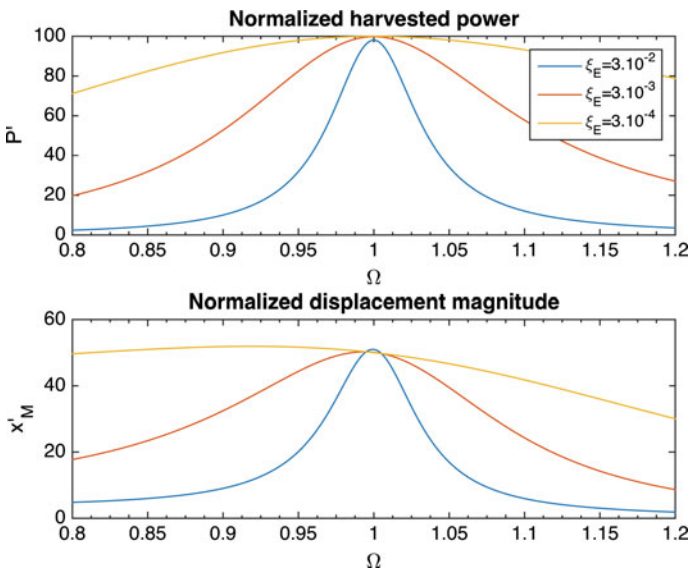 Normalized harvested power
100
80
60
40
20
0
P'
ξE=3.10-2
ξE=3.10-3
ξE=3.10-4
0.8 0.85 0.9 0.95 1 1.05 1.1 1.15 1.2
Ω
Normalized displacement magnitude
60
40
20
0
x'M
0.8 0.85 0.9 0.95 1 1.05 1.1 1.15 1.2
Ω